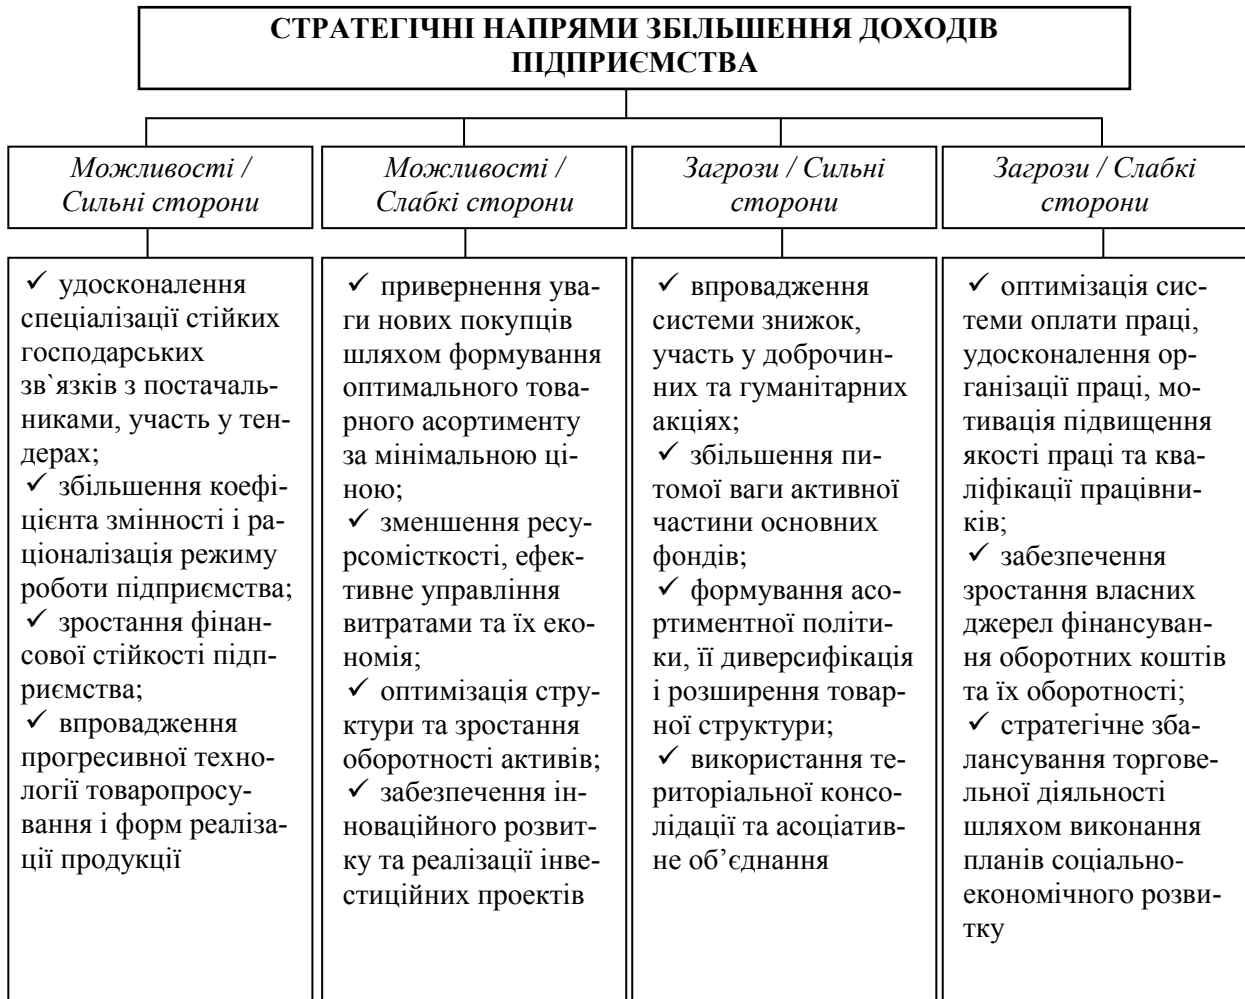 СТРАТЕГІЧНІ НАПРЯМИ ЗБІЛЬШЕННЯ ДОХОДІВ
ПІДПРИЄМСТВА
Можливості /
Сильні сторони
Можливості /
Слабкі сторони
Загрози / Сильні
сторони
Загрози / Слабкі
сторони
✓ удосконалення
спеціалізації стійких
господарських
зв`язків з постачаль-
никами, участь у тен-
дерах;
✓ збільшення коефі-
цієнта змінності і ра-
ціоналізація режиму
роботи підприємства;
✓ зростання фінан-
сової стійкості підп-
риємства;
✓ впровадження
прогресивної техно-
логії товаропросу-
вання і форм реаліза-
ції продукції
✓ привернення ува-
ги нових покупців
шляхом формування
оптимального това-
рного асортименту
за мінімальною ці-
ною;
✓ зменшення ресу-
рсомісткості, ефек-
тивне управління
витратами та їх еко-
номія;
✓ оптимізація стру-
ктури та зростання
оборотності активів;
✓ забезпечення ін-
новаційного розвит-
ку та реалізації інве-
стиційних проектів
✓ впровадження
системи знижок,
участь у доброчин-
них та гуманітарних
акціях;
✓ збільшення пи-
томої ваги активної
частини основних
фондів;
✓ формування асо-
ртиментної політи-
ки, її диверсифікація
і розширення товар-
ної структури;
✓ використання те-
риторіальної консо-
лідації та асоціатив-
не об’єднання
✓ оптимізація сис-
теми оплати праці,
удосконалення ор-
ганізації праці, мо-
тивація підвищення
якості праці та ква-
ліфікації працівни-
ків;
✓ забезпечення
зростання власних
джерел фінансуван-
ня оборотних коштів
та їх оборотності;
✓ стратегічне зба-
лансування торгове-
льної діяльності
шляхом виконання
планів соціально-
економічного розви-
тку